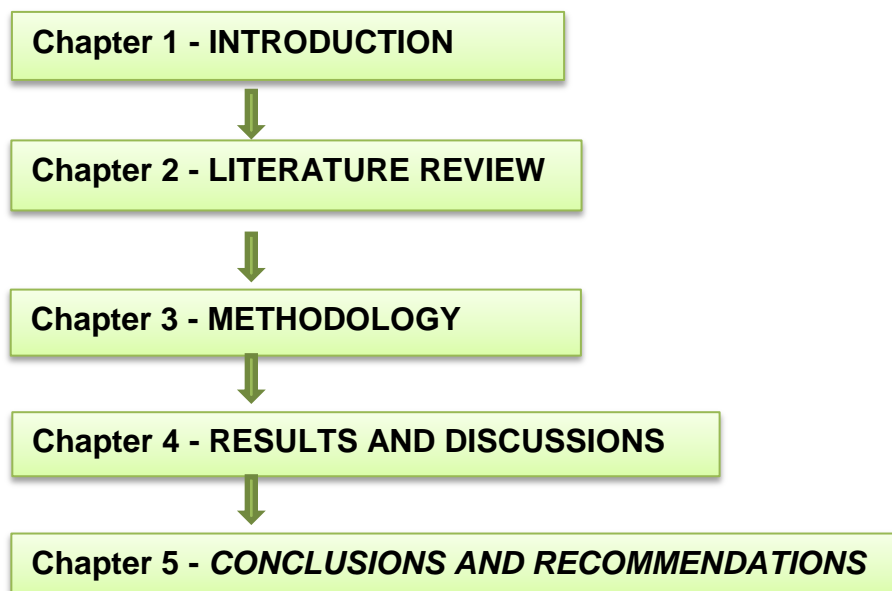 Chapter 1 - INTRODUCTION
Chapter 2 - LITERATURE REVIEW
Chapter 3 - METHODOLOGY
Chapter 4 - RESULTS AND DISCUSSIONS
Chapter 5 - CONCLUSIONS AND RECOMMENDATIONS